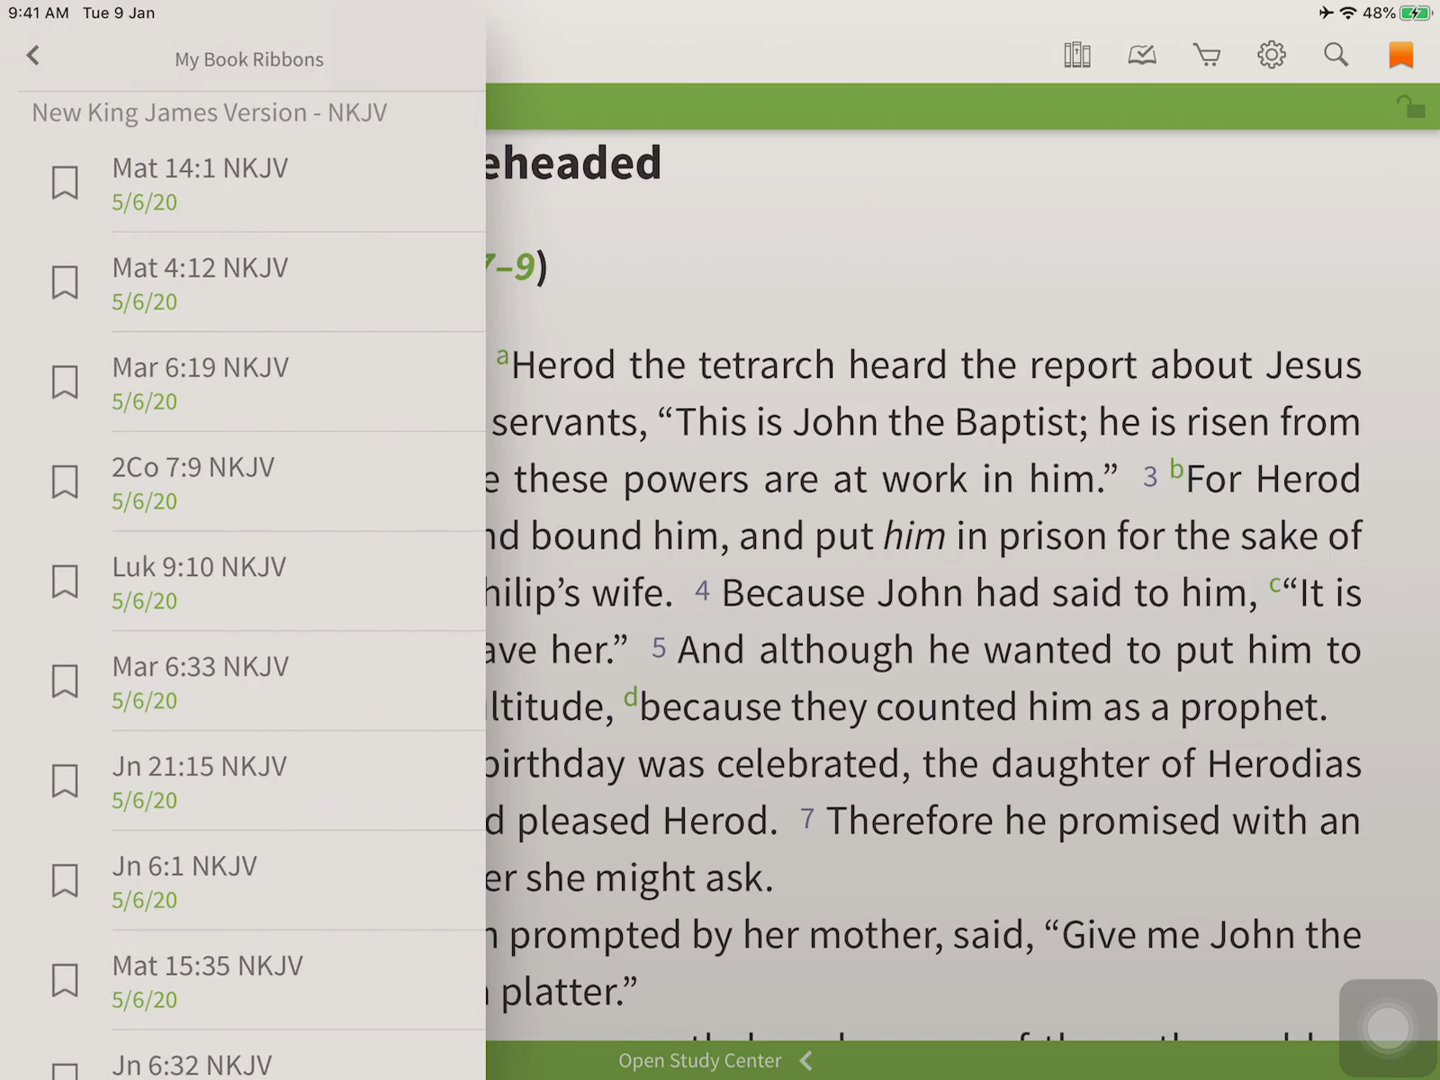 9:41 AM Tue 9 Jan
48%
My Book Ribbons
New King James Version - NKJV
Mat 14:1 NKJV
5/6/20
Mat 4:12 NKJV
5/6/20
Mar 6:19 NKJV
5/6/20
2Co 7:9 NKJV
5/6/20
Luk 9:10 NKJV
5/6/20
Mar 6:33 NKJV
5/6/20
Jn 21:15 NKJV
5/6/20
Jn 6:1 NKJV
5/6/20
Mat 15:35 NKJV
5/6/20
Jn 6:32 NKJV
eheaded
7–9)
aHerod the tetrarch heard the report about Jesus
servants, “This is John the Baptist; he is risen from
e these powers are at work in him.” 3 bFor Herod
nd bound him, and put him in prison for the sake of
hilip’s wife. 4 Because John had said to him, c“It is
ave her.” 5 And although he wanted to put him to
ltitude, dbecause they counted him as a prophet.
birthday was celebrated, the daughter of Herodias
d pleased Herod. 7 Therefore he promised with an
er she might ask.
n prompted by her mother, said, “Give me John the
platter.”
Open Study Center